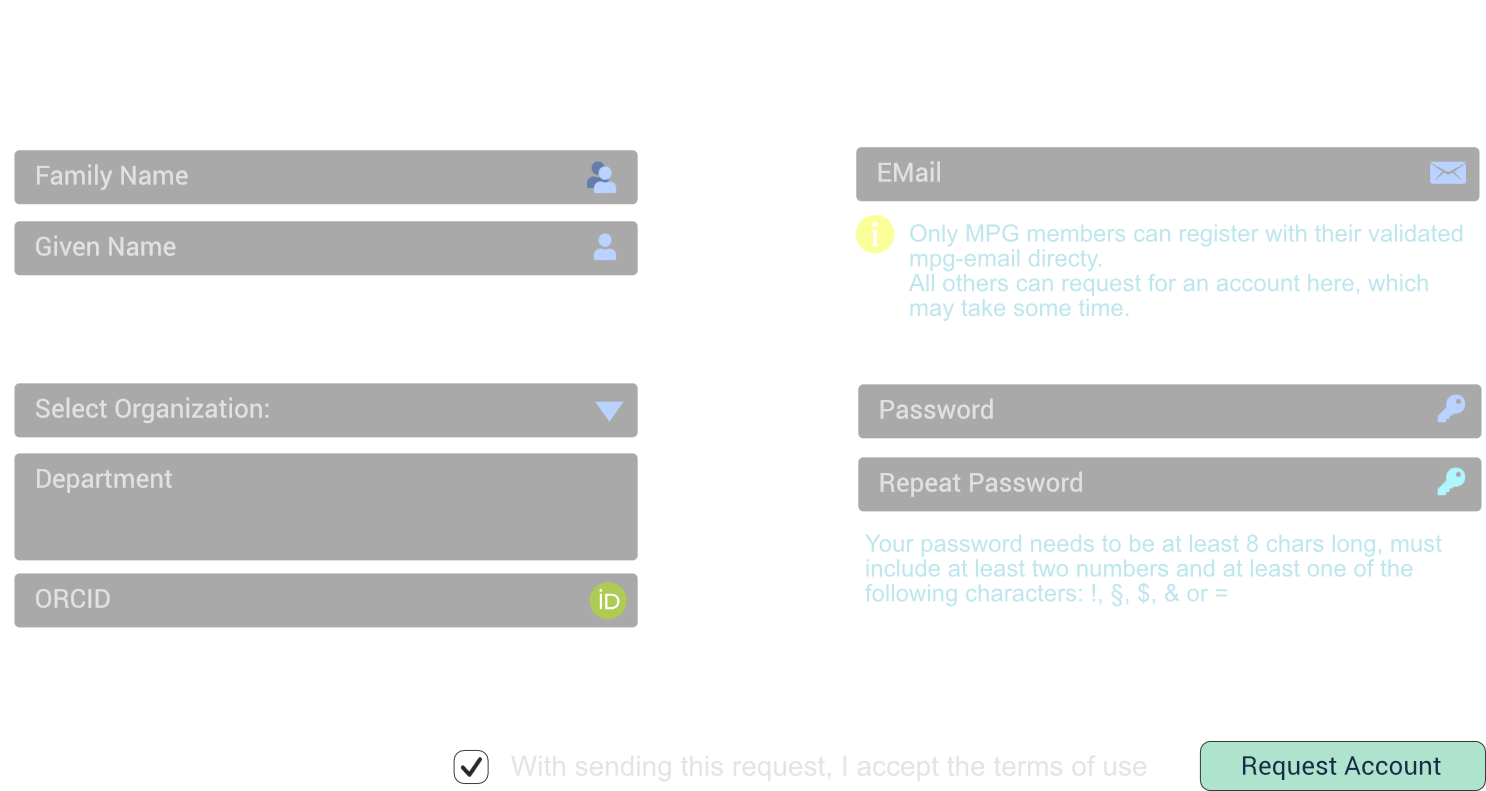 Family Name
Given Name
Select Organization:
Department
ORCID
iD
EMail
i
Only MPG members can register with their validated
mpg-email directy.
All others can request for an account here, which
may take some time.
Password
Repeat Password
Your password needs to be at least 8 chars long, must
include at least two numbers and at least one of the
following characters: !, §, $, & or =
With sending this request, I accept the terms of use
Request Account